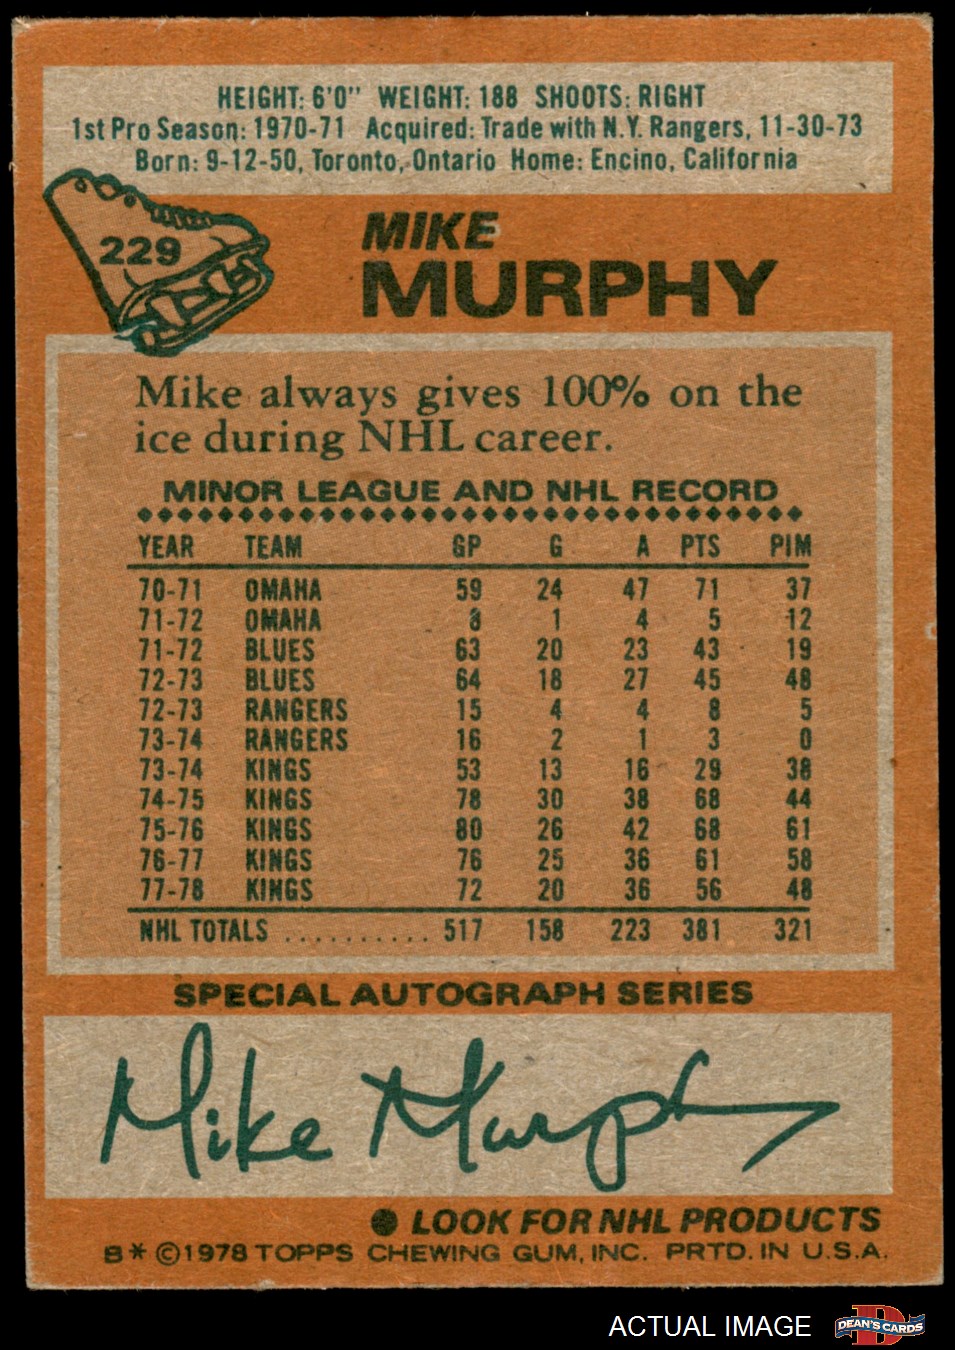 HEIGHT: 6'0" WEIGHT: 188 SHOOTS: RIGHT
1st Pro Season: 1970-71 Acquired: Trade with N.Y. Rangers, 11-30-73
Born: 9-12-50, Toronto, Ontario Home: Encino, California
229
MIKE
MURPHY
Mike always gives 100% on the
ice during NHL career.
MINOR LEAGUE AND NHL RECORD
YEAR TEAM GP G A PTS PIM
70-71 OMAHA 59 24 47 71 37
71-72 OMAHA 8 1 4 5 12
71-72 BLUES 63 20 23 43 19
72-73 BLUES 64 18 27 45 48
72-73 RANGERS 15 4 4 8 5
73-74 RANGERS 16 2 1 3 0
73-74 KINGS 53 13 16 29 38
74-75 KINGS 78 30 38 68 44
75-76 KINGS 80 26 42 68 61
76-77 KINGS 76 25 36 61 58
77-78 KINGS 72 20 36 56 48
NHL TOTALS .......... 517 158 223 381 321
SPECIAL AUTOGRAPH SERIES
Mike Murphy
● LOOK FOR NHL PRODUCTS
B* ©1978 TOPPS CHEWING GUM, INC. PRTD. IN U.S.A.
ACTUAL IMAGE
D
DEAN'S CARDS